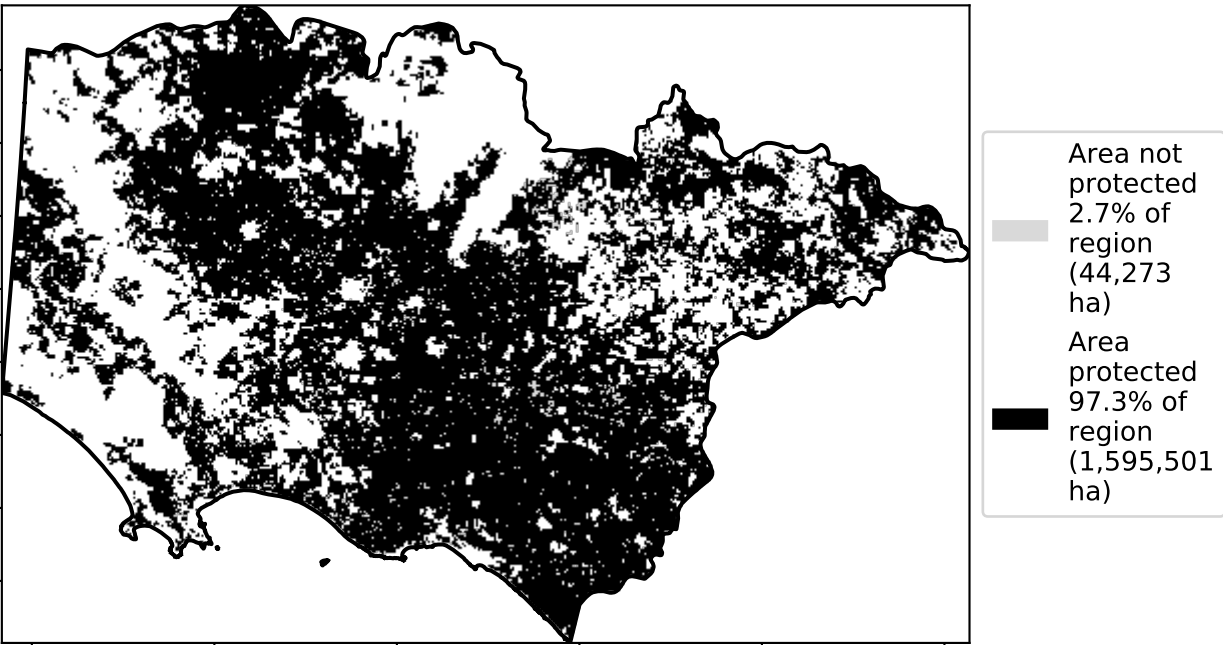 Area not
protected
2.7% of
region
(44,273
ha)
Area
protected
97.3% of
region
(1,595,501
ha)